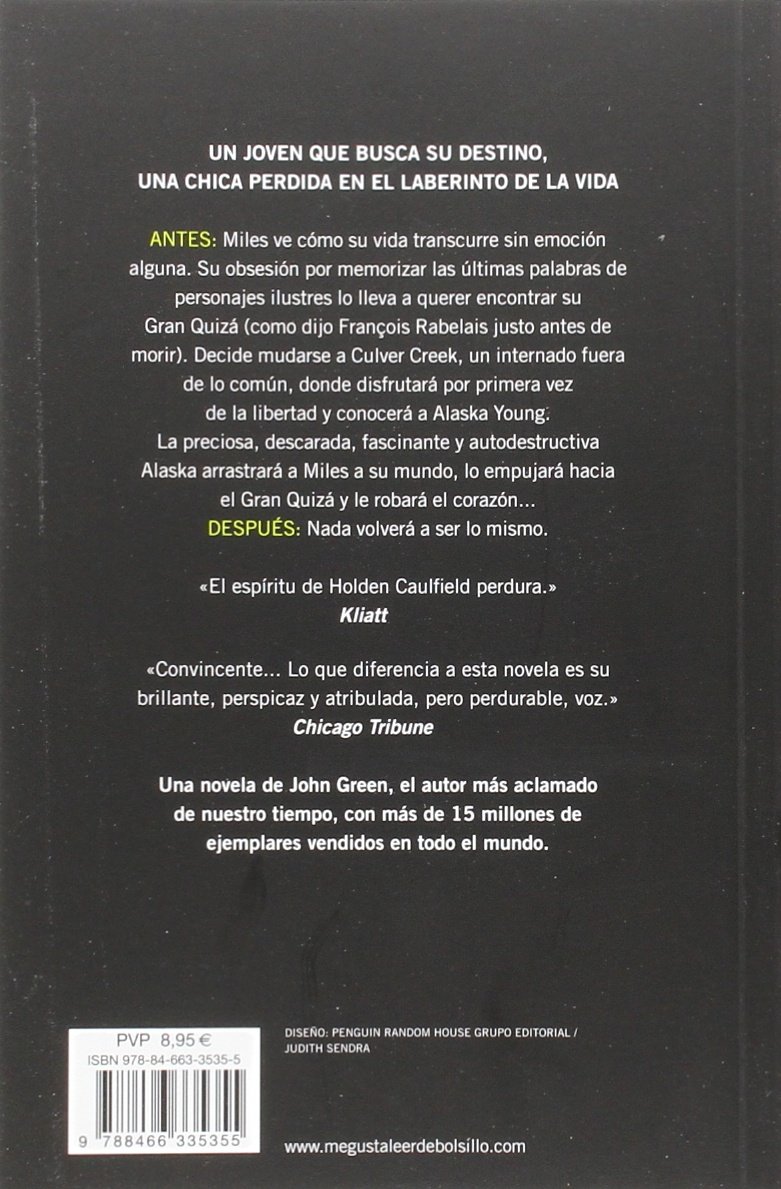 UN JOVEN QUE BUSCA SU DESTINO,
UNA CHICA PERDIDA EN EL LABERINTO DE LA VIDA
ANTES: Miles ve cómo su vida transcurre sin emoción
alguna. Su obsesión por memorizar las últimas palabras de
personajes ilustres lo lleva a querer encontrar su
Gran Quizá (como dijo François Rabelais justo antes de
morir). Decide mudarse a Culver Creek, un internado fuera
de lo común, donde disfrutará por primera vez
de la libertad y conocerá a Alaska Young.
La preciosa, descarada, fascinante y autodestructiva
Alaska arrastrará a Miles a su mundo, lo empujará hacia
el Gran Quizá y le robará el corazón...
DESPUÉS: Nada volverá a ser lo mismo.
«El espíritu de Holden Caulfield perdura.»
Kliatt
«Convincente... Lo que diferencia a esta novela es su
brillante, perspicaz y atribulada, pero perdurable, voz.»
Chicago Tribune
Una novela de John Green, el autor más aclamado
de nuestro tiempo, con más de 15 millones de
ejemplares vendidos en todo el mundo.
PVP 8,95 €
ISBN 978-84-663-3535-5
9 788466 335355
DISEÑO: PENGUIN RANDOM HOUSE GRUPO EDITORIAL /
JUDITH SENDRA
www.megustaleerdebolsillo.com